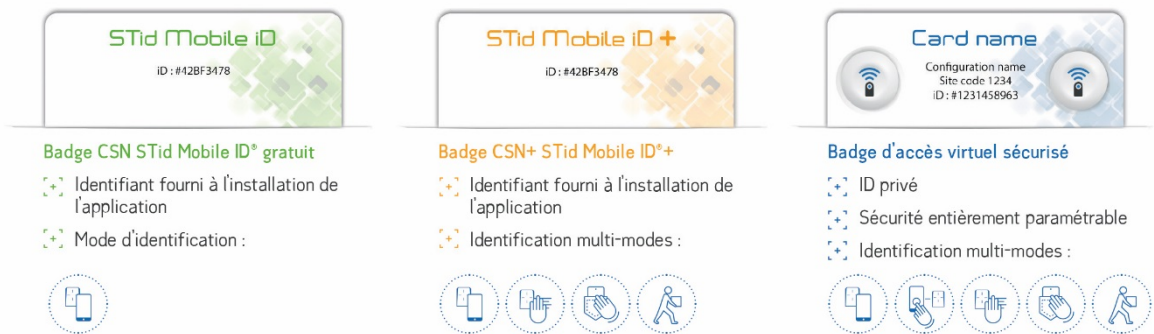 STid Mobile iD
iD : #42BF3478
Badge CSN STid Mobile ID® gratuit
Identifiant fourni à l'installation de
l'application
Mode d'identification :
STid Mobile iD +
iD : #42BF3478
Badge CSN+ STid Mobile ID®+
Identifiant fourni à l'installation de
l'application
Identification multi-modes :
Card name
Configuration name
Site code 1234
iD : #1231458963
Badge d'accès virtuel sécurisé
ID privé
Sécurité entièrement paramétrable
Identification multi-modes :